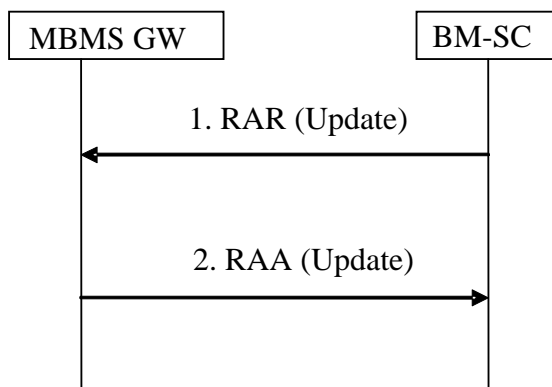 MBMS GW
BM-SC
1. RAR (Update)
2. RAA (Update)